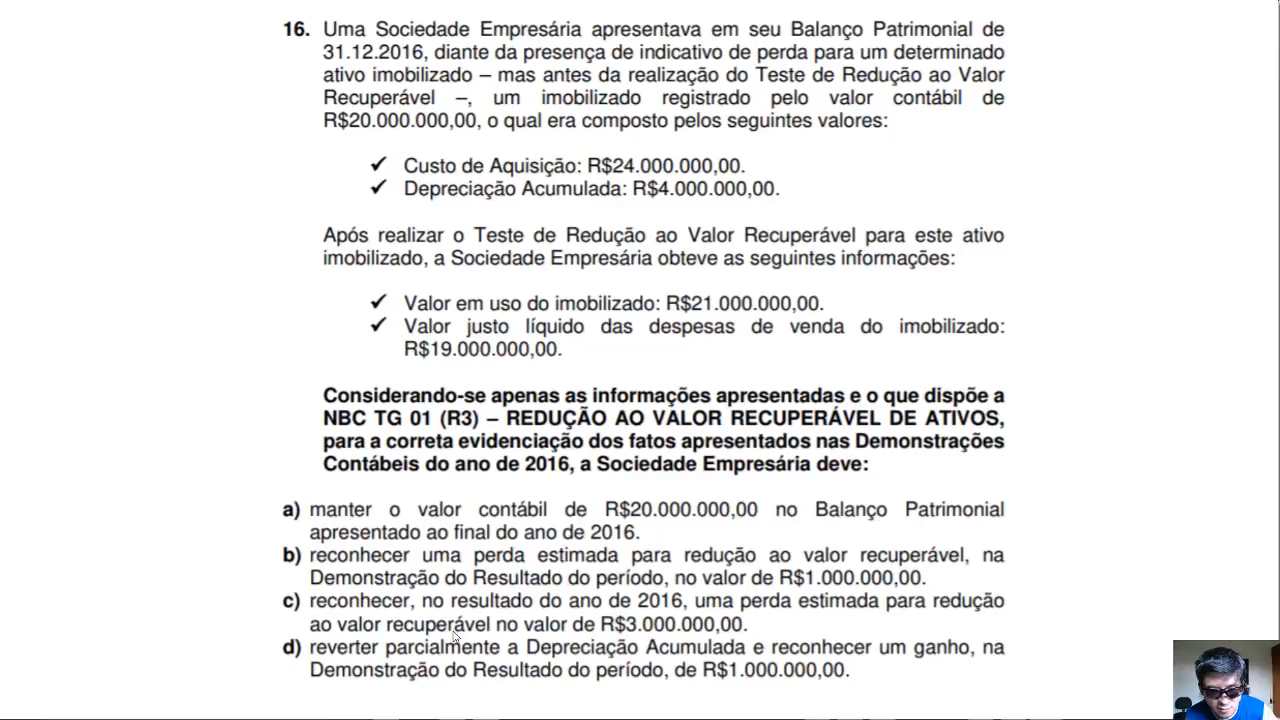 16. Uma Sociedade Empresária apresentava em seu Balanço Patrimonial de
31.12.2016, diante da presença de indicativo de perda para um determinado
ativo imobilizado – mas antes da realização do Teste de Redução ao Valor
Recuperável –, um imobilizado registrado pelo valor contábil de
R$20.000.000,00, o qual era composto pelos seguintes valores:
✓ Custo de Aquisição: R$24.000.000,00.
✓ Depreciação Acumulada: R$4.000.000,00.
Após realizar o Teste de Redução ao Valor Recuperável para este ativo
imobilizado, a Sociedade Empresária obteve as seguintes informações:
✓ Valor em uso do imobilizado: R$21.000.000,00.
✓ Valor justo líquido das despesas de venda do imobilizado:
R$19.000.000,00.
Considerando-se apenas as informações apresentadas e o que dispõe a
NBC TG 01 (R3) – REDUÇÃO AO VALOR RECUPERÁVEL DE ATIVOS,
para a correta evidenciação dos fatos apresentados nas Demonstrações
Contábeis do ano de 2016, a Sociedade Empresária deve:
a) manter o valor contábil de R$20.000.000,00 no Balanço Patrimonial
apresentado ao final do ano de 2016.
b) reconhecer uma perda estimada para redução ao valor recuperável, na
Demonstração do Resultado do período, no valor de R$1.000.000,00.
c) reconhecer, no resultado do ano de 2016, uma perda estimada para redução
ao valor recuperável no valor de R$3.000.000,00.
d) reverter parcialmente a Depreciação Acumulada e reconhecer um ganho, na
Demonstração do Resultado do período, de R$1.000.000,00.